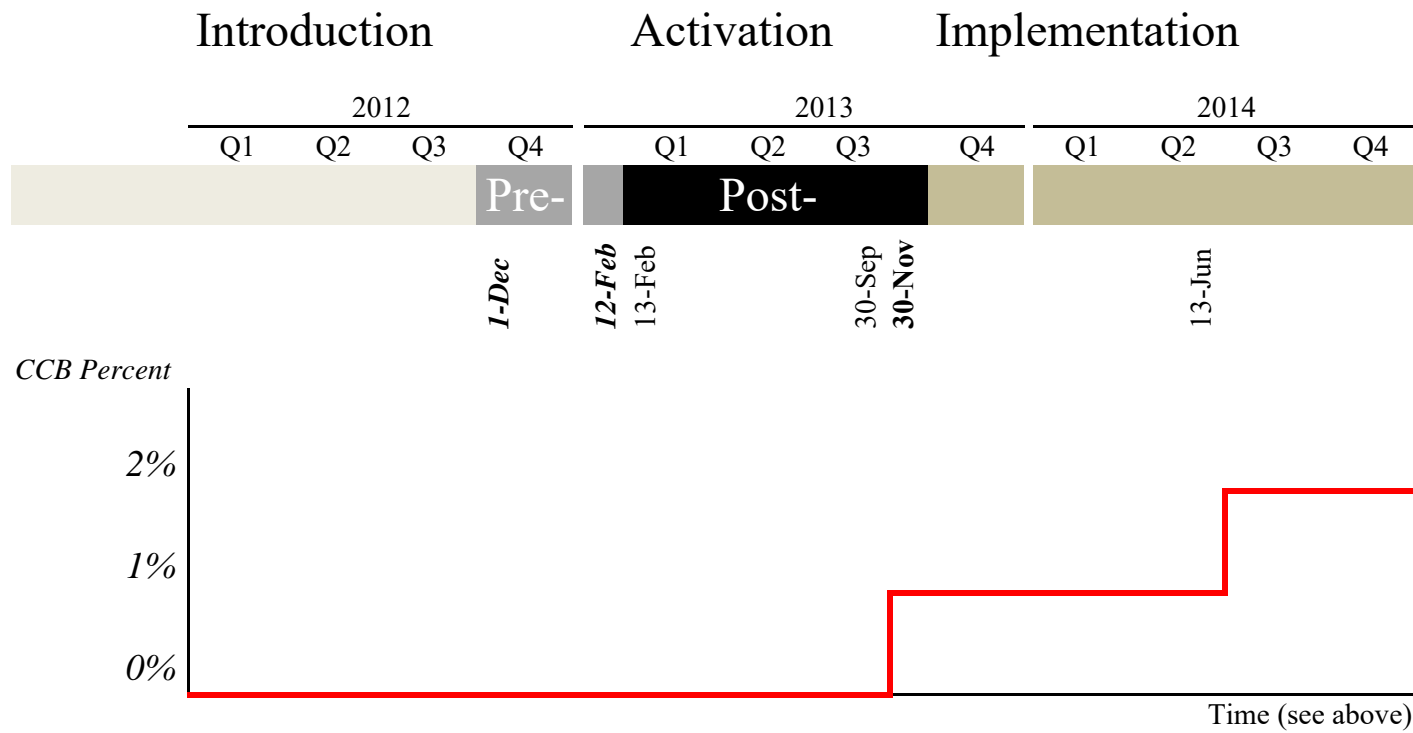 Introduction Activation Implementation
2012 2013 2014
Q1 Q2 Q3 Q4 Q1 Q2 Q3 Q4 Q1 Q2 Q3 Q4
Pre- Post-
1-Dec 12-Feb 13-Feb 30-Sep 30-Nov 13-Jun
CCB Percent
2%
1%
0%
Time (see above)